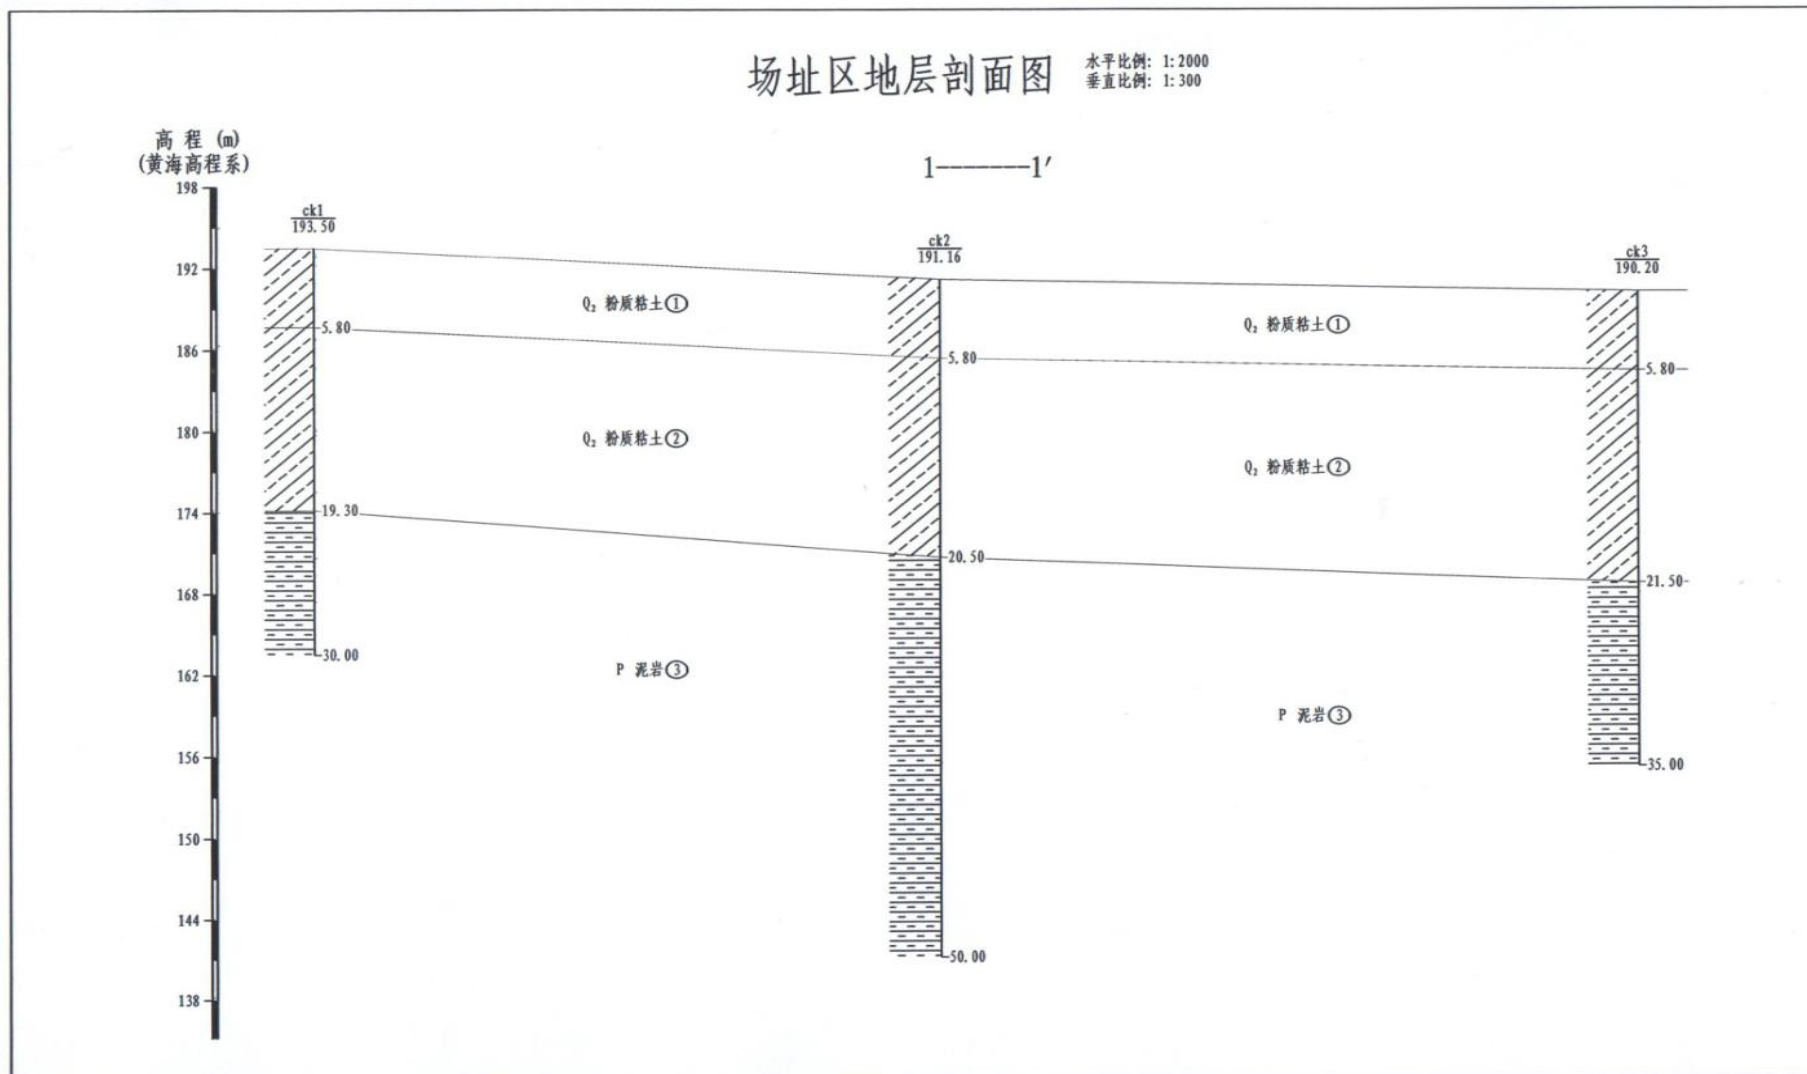 场址区地层剖面图
水平比例: 1:2000
垂直比例: 1:300
高 程 (m)
(黄海高程系)
1———1′
198
192
186
180
174
168
162
156
150
144
138
ck1
193.50
5.80
19.30
30.00
Q₂ 粉质粘土①
Q₂ 粉质粘土②
P 泥岩③
ck2
191.16
5.80
20.50
50.00
Q₂ 粉质粘土①
Q₂ 粉质粘土②
P 泥岩③
ck3
190.20
5.80
21.50
35.00